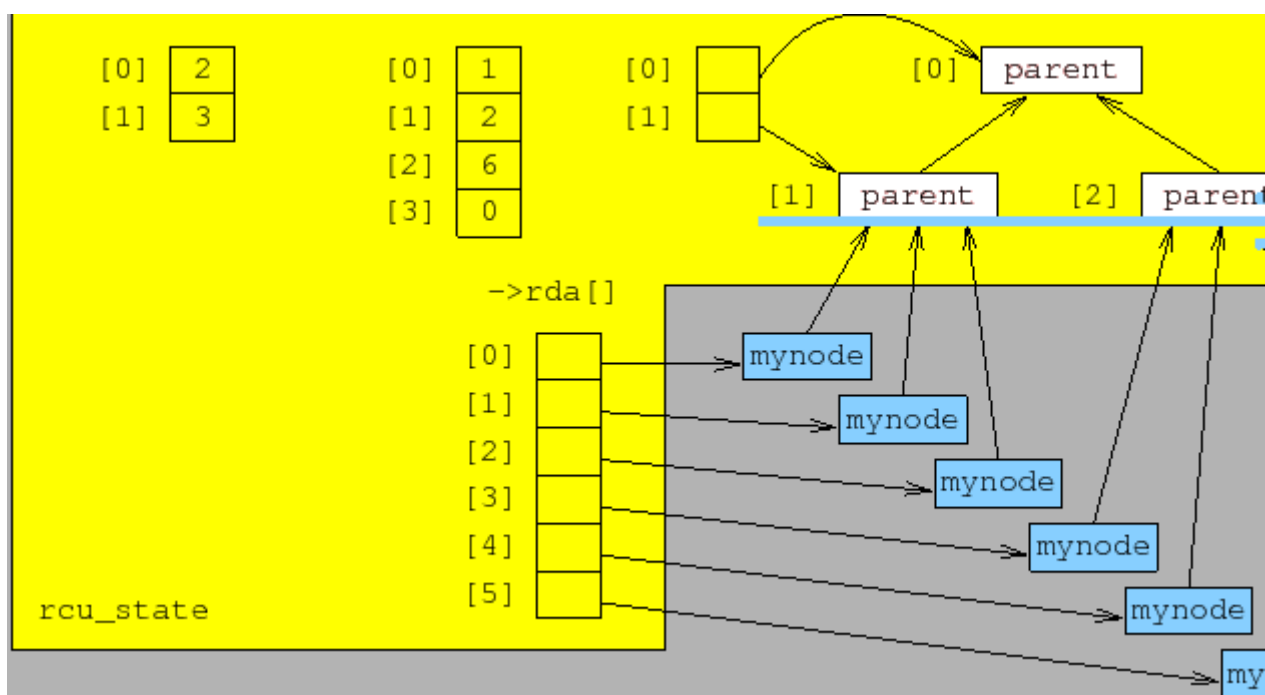 [0] 2 [0] 1 [0] [0] parent
[1] 3 [1] 2 [1]
[2] 6 [1] parent [2] parent
[3] 0
->rda[]
[0] mynode
[1] mynode
[2] mynode
[3] mynode
[4] mynode
[5]
rcu_state
my